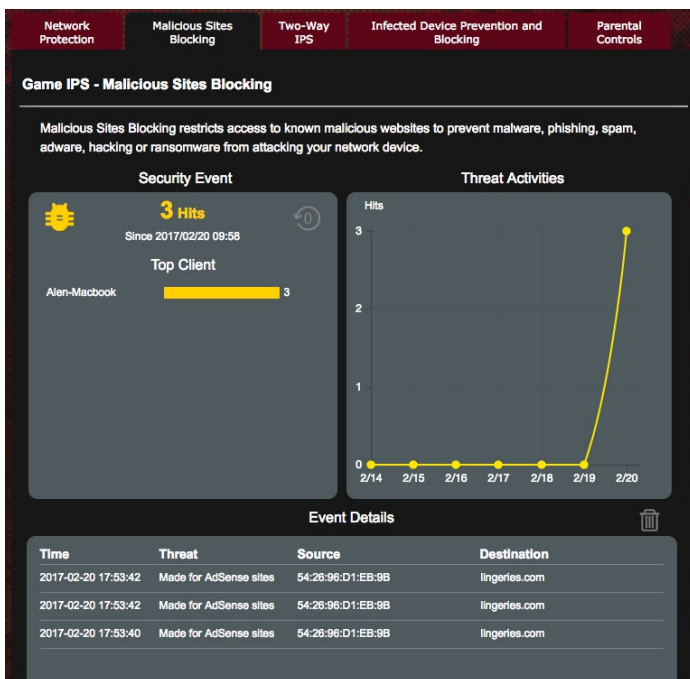 Network Protection
Malicious Sites Blocking
Two-Way IPS
Infected Device Prevention and Blocking
Parental Controls
Game IPS - Malicious Sites Blocking
Malicious Sites Blocking restricts access to known malicious websites to prevent malware, phishing, spam,
adware, hacking or ransomware from attacking your network device.
Security Event
3 Hits
0
Since 2017/02/20 09:58
Top Client
Alen-Macbook 3
Threat Activities
Hits
3
2
1
0
2/14 2/15 2/16 2/17 2/18 2/19 2/20
Event Details
Time Threat Source Destination
2017-02-20 17:53:42 Made for AdSense sites 54:26:96:D1:EB:9B lingeries.com
2017-02-20 17:53:42 Made for AdSense sites 54:26:96:D1:EB:9B lingeries.com
2017-02-20 17:53:40 Made for AdSense sites 54:26:96:D1:EB:9B lingeries.com